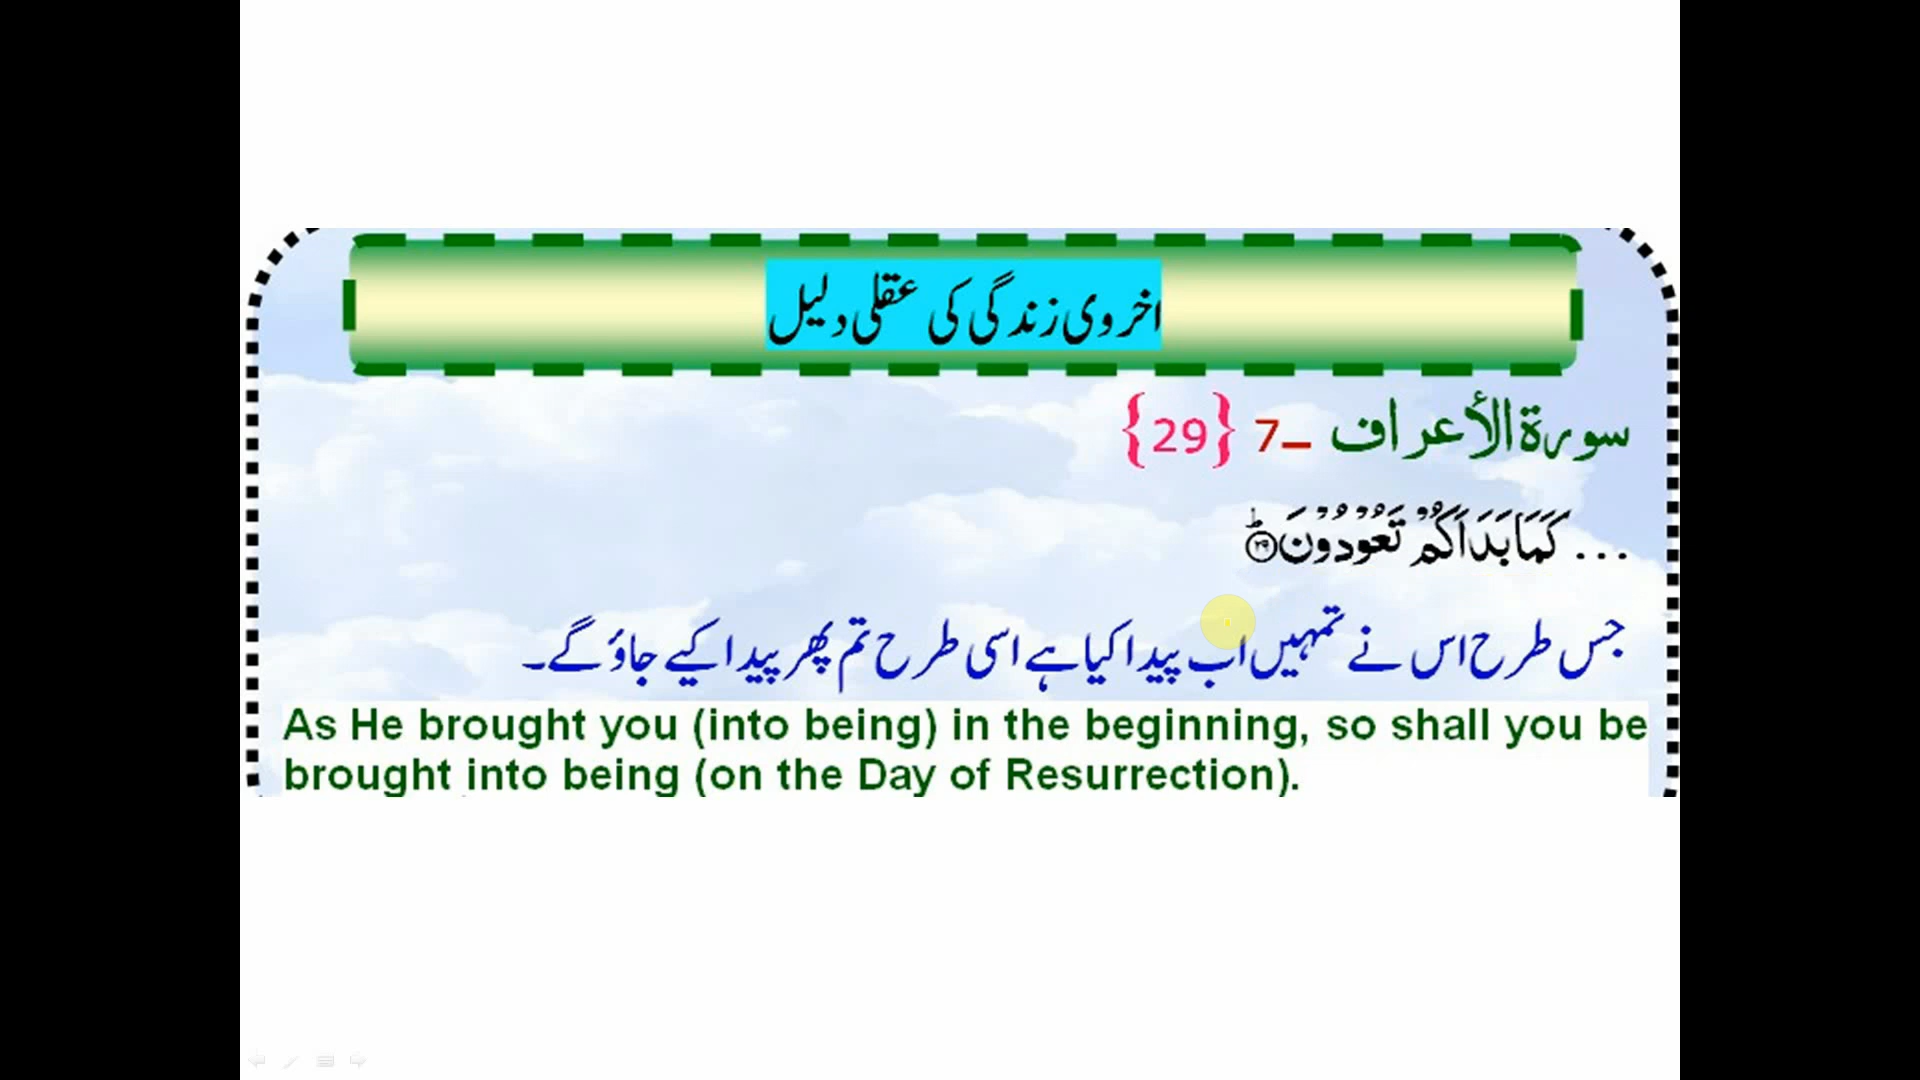 اخروی زندگی کی عقلی دلیل
سورة الأعراف ـ7 {29}
... كَمَا بَدَاَكُمْ تَعُوْدُوْنَ ؕ﴿۲۹﴾
جس طرح اس نے تمہیں اب پیدا کیا ہے اسی طرح تم پھر پیدا کیے جاؤ گے۔
As He brought you (into being) in the beginning, so shall you be
brought into being (on the Day of Resurrection).